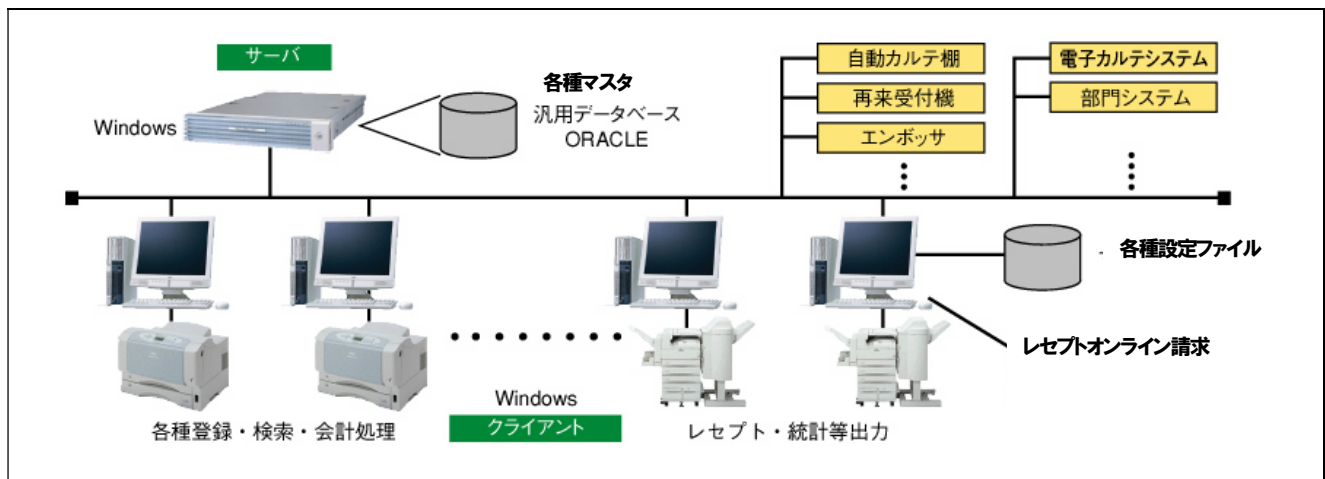 サーバ
Windows
各種マスタ
汎用データベース
ORACLE
自動カルテ棚
再来受付機
エンボッサ
電子カルテシステム
部門システム
各種設定ファイル
レセプトオンライン請求
各種登録・検索・会計処理
Windows
クライアント
レセプト・統計等出力